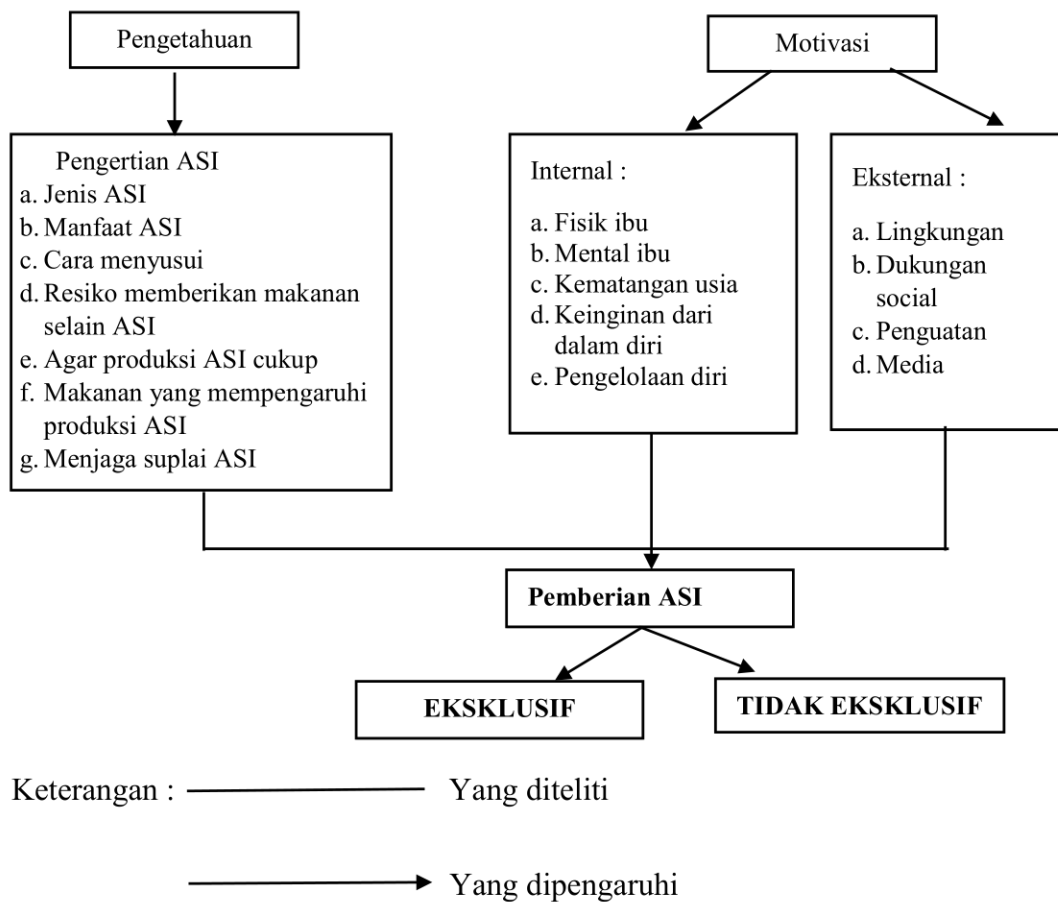 Pengetahuan
Motivasi
Pengertian ASI
a. Jenis ASI
b. Manfaat ASI
c. Cara menyusui
d. Resiko memberikan makanan
selain ASI
e. Agar produksi ASI cukup
f. Makanan yang mempengaruhi
produksi ASI
g. Menjaga suplai ASI
Internal :
a. Fisik ibu
b. Mental ibu
c. Kematangan usia
d. Keinginan dari
dalam diri
e. Pengelolaan diri
Eksternal :
a. Lingkungan
b. Dukungan
social
c. Penguatan
d. Media
Pemberian ASI
EKSKLUSIF
TIDAK EKSKLUSIF
Keterangan :
Yang diteliti
Yang dipengaruhi